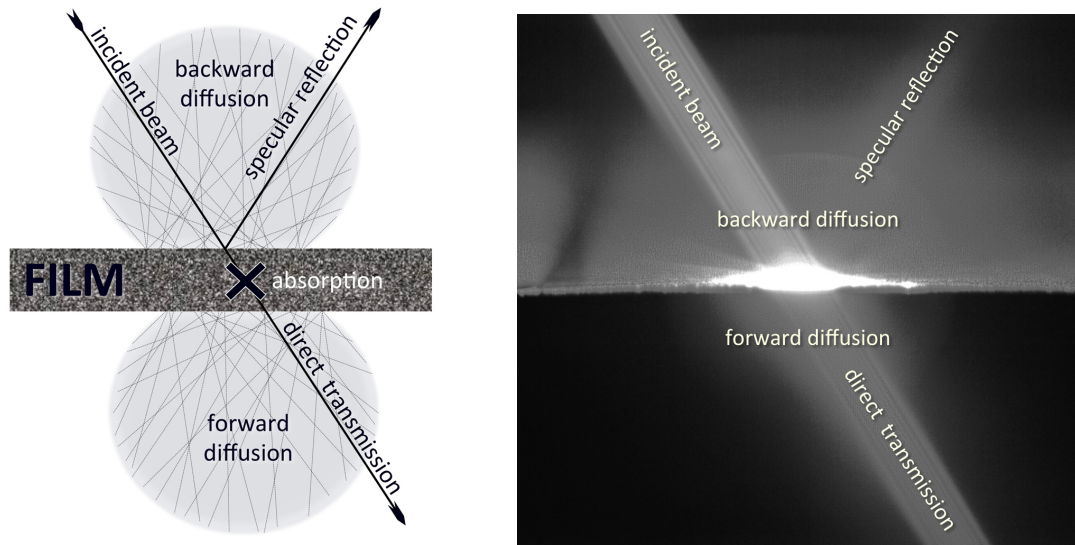 incident beam
backward
diffusion
specular reflection
FILM
absorption
direct transmission
forward
diffusion
incident beam
specular reflection
backward diffusion
forward diffusion
direct transmission